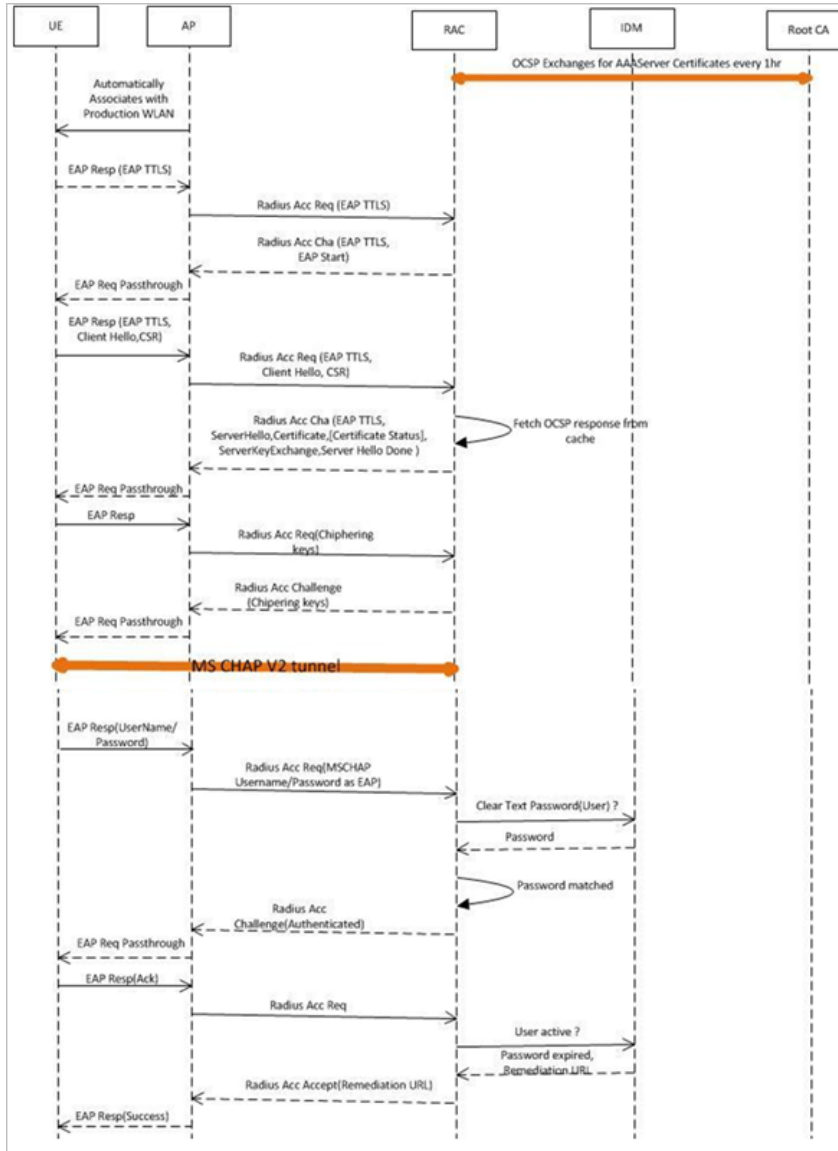 UE
AP
RAC
IDM
Root CA
OCSP Exchanges for AAAServer Certificates every 1hr
Automatically
Associates with
Production WLAN
EAP Resp (EAP TTLS)
Radius Acc Req (EAP TTLS)
Radius Acc Cha (EAP TTLS,
EAP Start)
EAP Req Passthrough
EAP Resp (EAP TTLS,
Client Hello,CSR)
Radius Acc Req (EAP TTLS,
Client Hello, CSR)
Radius Acc Cha (EAP TTLS,
ServerHello,Certificate,[Certificate Status],
ServerKeyExchange,Server Hello Done )
Fetch OCSP response from
cache
EAP Req Passthrough
EAP Resp
Radius Acc Req(Chiphering
keys)
Radius Acc Challenge
(Chipering keys)
EAP Req Passthrough
MS CHAP V2 tunnel
EAP Resp(UserName/
Password)
Radius Acc Req(MSCHAP
Username/Password as EAP)
Clear Text Password(User) ?
Password
Password matched
Radius Acc
Challenge(Authenticated)
EAP Req Passthrough
EAP Resp(Ack)
Radius Acc Req
User active ?
Password expired,
Remediation URL
Radius Acc Accept(Remediation URL)
EAP Resp(Success)